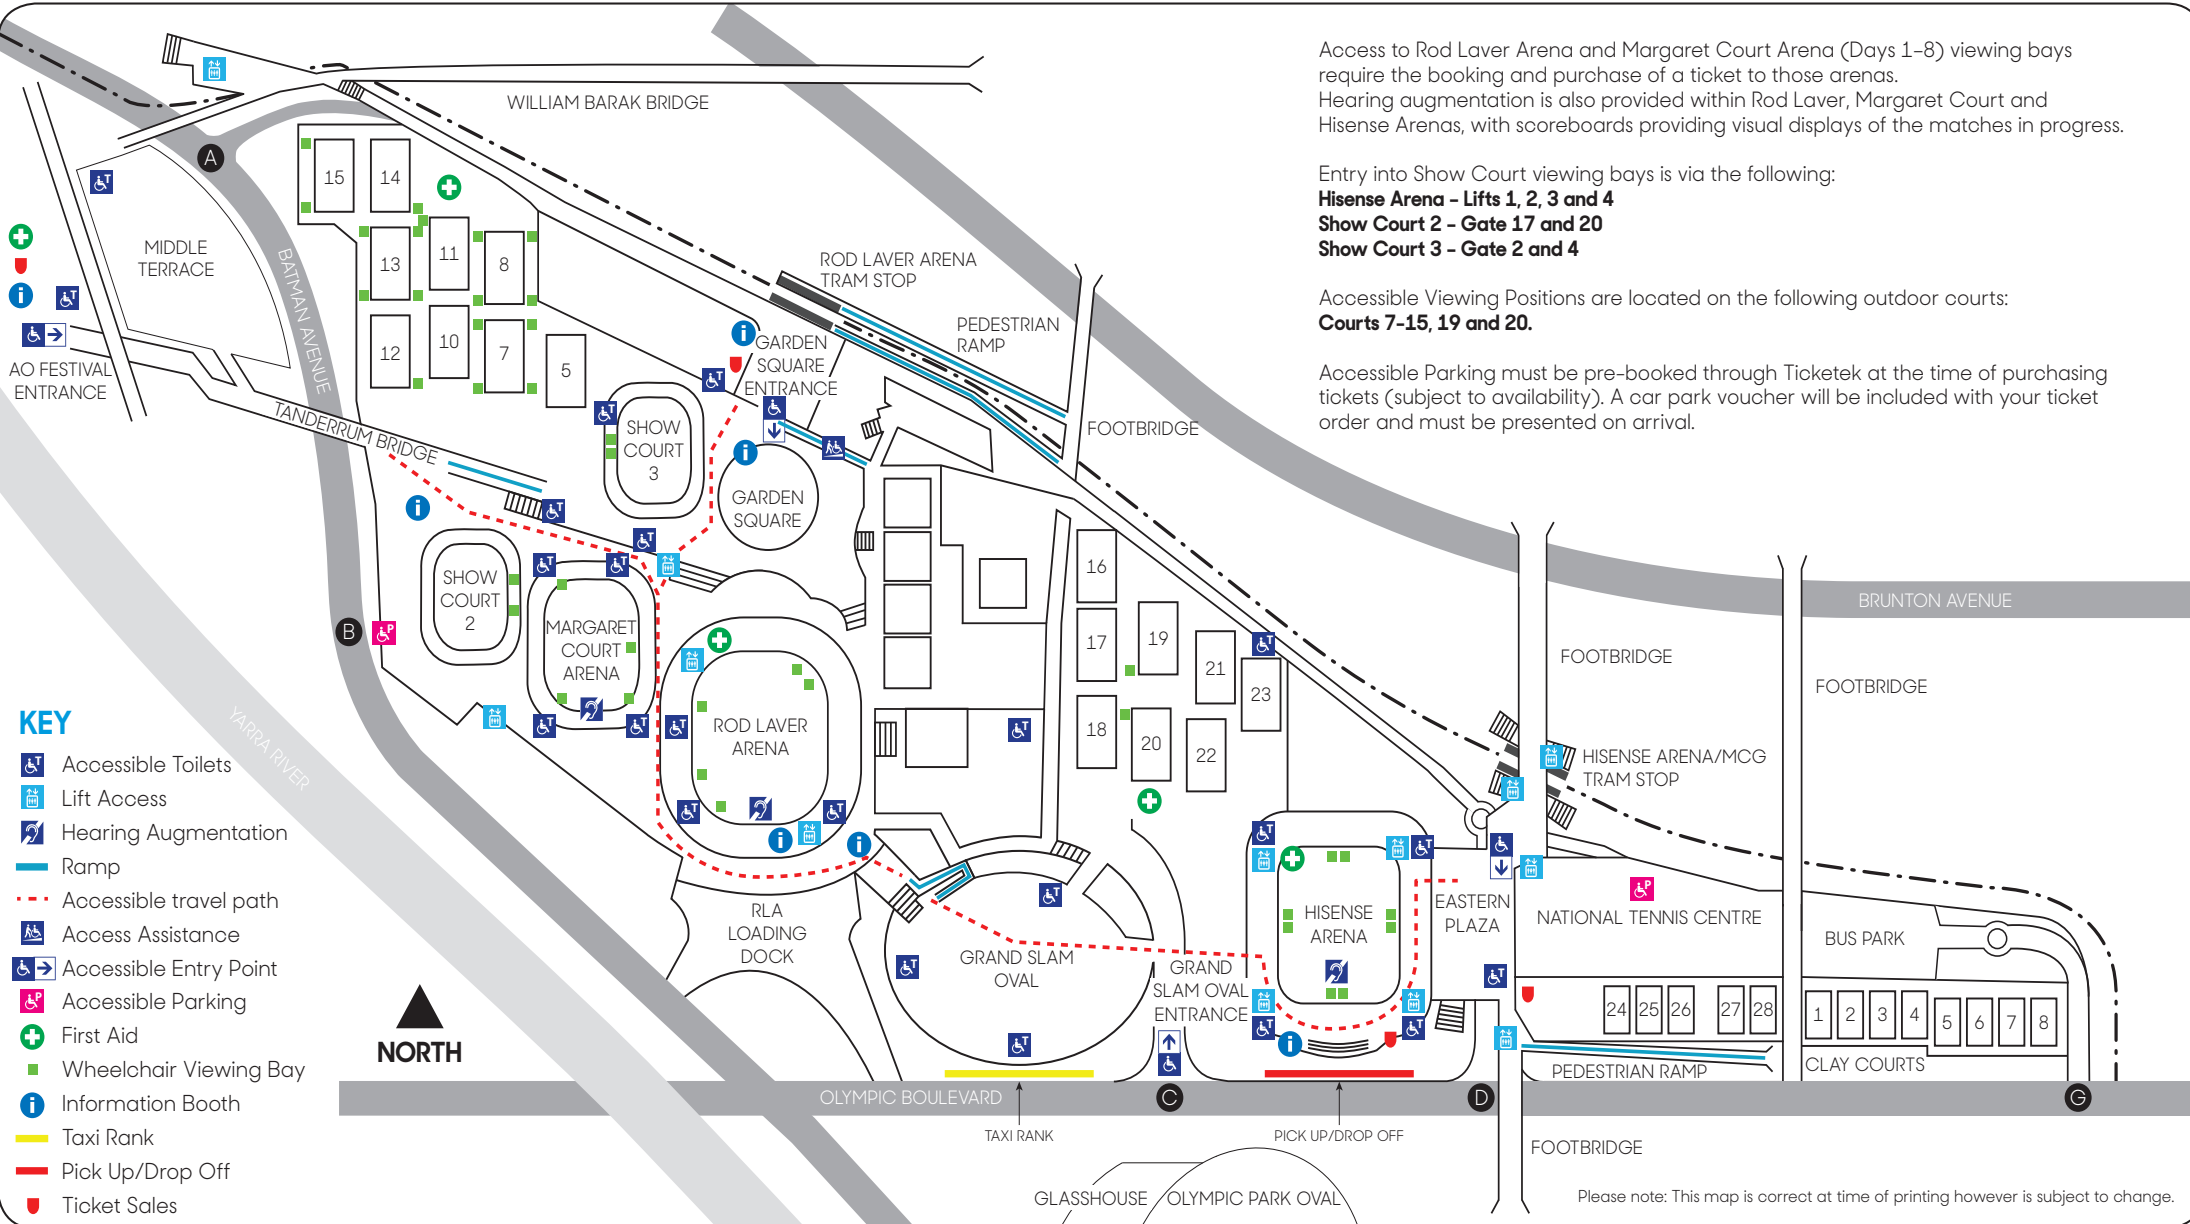 Access to Rod Laver Arena and Margaret Court Arena (Days 1-8) viewing bays
require the booking and purchase of a ticket to those arenas.
Hearing augmentation is also provided within Rod Laver, Margaret Court and
Hisense Arenas, with scoreboards providing visual displays of the matches in progress.
Entry into Show Court viewing bays is via the following:
Hisense Arena - Lifts 1, 2, 3 and 4
Show Court 2 - Gate 17 and 20
Show Court 3 - Gate 2 and 4
Accessible Viewing Positions are located on the following outdoor courts:
Courts 7-15, 19 and 20.
Accessible Parking must be pre-booked through Ticketek at the time of purchasing
tickets (subject to availability). A car park voucher will be included with your ticket
order and must be presented on arrival.
WILLIAM BARAK BRIDGE
A
MIDDLE
TERRACE
BATMAN AVENUE
AO FESTIVAL
ENTRANCE
TANDERRUM BRIDGE
15
14
13
11
8
12
10
7
5
ROD LAVER ARENA
TRAM STOP
PEDESTRIAN
RAMP
GARDEN
SQUARE
ENTRANCE
FOOTBRIDGE
SHOW
COURT
3
GARDEN
SQUARE
SHOW
COURT
2
B
MARGARET
COURT
ARENA
ROD LAVER
ARENA
16
17
18
19
20
21
22
23
BRUNTON AVENUE
FOOTBRIDGE
FOOTBRIDGE
HISENSE ARENA/MCG
TRAM STOP
YARRA RIVER
RLA
LOADING
DOCK
GRAND SLAM
OVAL
GRAND
SLAM OVAL
ENTRANCE
HISENSE
ARENA
EASTERN
PLAZA
NATIONAL TENNIS CENTRE
BUS PARK
24
25
26
27
28
1
2
3
4
5
6
7
8
PEDESTRIAN RAMP
CLAY COURTS
OLYMPIC BOULEVARD
C
D
G
TAXI RANK
PICK UP/DROP OFF
FOOTBRIDGE
GLASSHOUSE
OLYMPIC PARK OVAL
NORTH
KEY
Accessible Toilets
Lift Access
Hearing Augmentation
Ramp
Accessible travel path
Access Assistance
Accessible Entry Point
Accessible Parking
First Aid
Wheelchair Viewing Bay
Information Booth
Taxi Rank
Pick Up/Drop Off
Ticket Sales
Please note: This map is correct at time of printing however is subject to change.